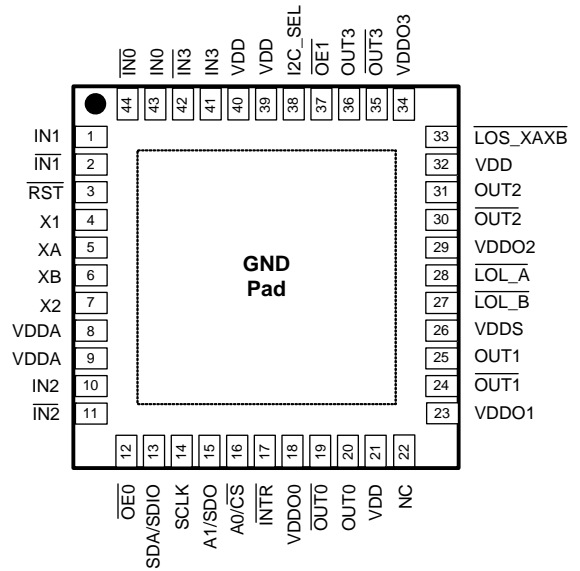 IN0
IN0
IN3
IN3
VDD
VDD
I2C_SEL
OE1
OUT3
OUT3
VDDO3
44
43
42
41
40
39
38
37
36
35
34
IN1 1
IN1 2
RST 3
X1 4
XA 5
XB 6
X2 7
VDDA 8
VDDA 9
IN2 10
IN2 11
GND
Pad
33 LOS_XAXB
32 VDD
31 OUT2
30 OUT2
29 VDDO2
28 LOL_A
27 LOL_B
26 VDDS
25 OUT1
24 OUT1
23 VDDO1
12
13
14
15
16
17
18
19
20
21
22
OE0
SDA/SDIO
SCLK
A1/SDO
A0/CS
INTR
VDDO0
OUT0
OUT0
VDD
NC